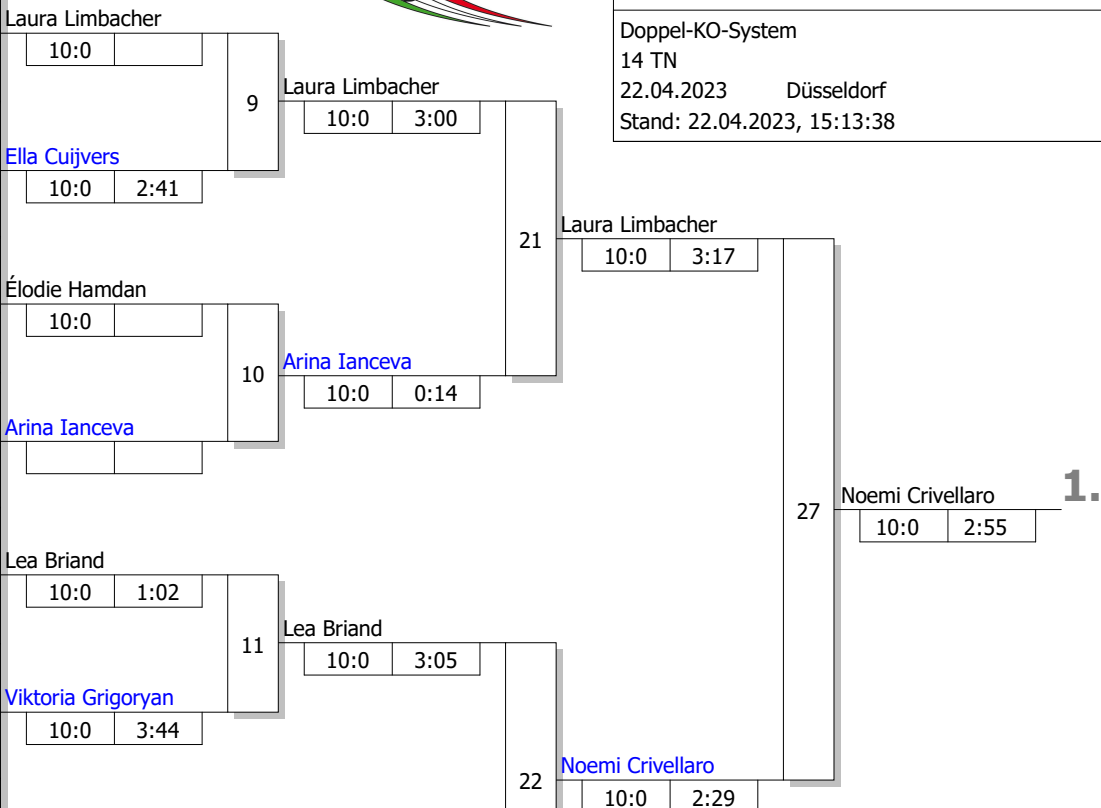 Laura Limbacher
10:0
9
Laura Limbacher
10:0 3:00
Ella Cuijvers
10:0 2:41
Doppel-KO-System
14 TN
22.04.2023 Düsseldorf
Stand: 22.04.2023, 15:13:38
21
Laura Limbacher
10:0 3:17
Élodie Hamdan
10:0
10
Arina Ianceva
10:0 0:14
Arina Ianceva
27
Noemi Crivellaro
1.
10:0 2:55
Lea Briand
10:0 1:02
11
Lea Briand
10:0 3:05
Viktoria Grigoryan
10:0 3:44
22
Noemi Crivellaro
10:0 2:29